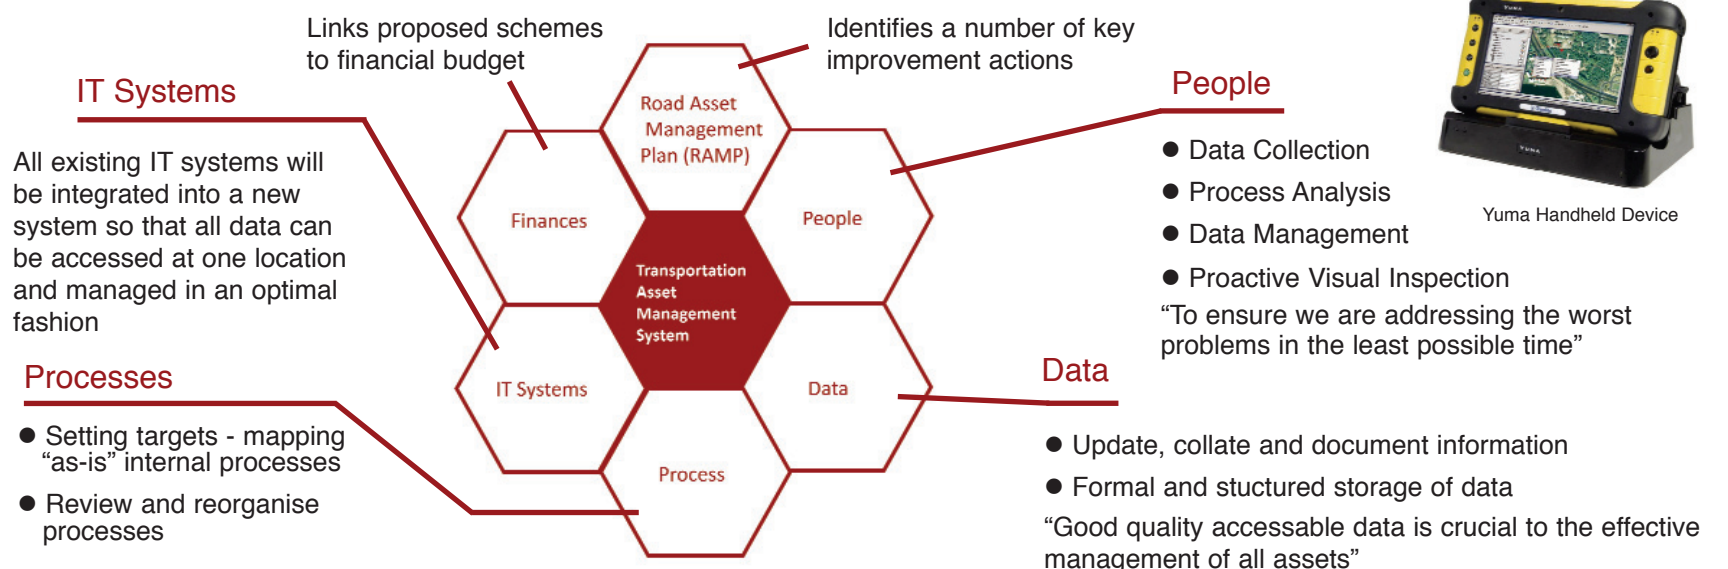 Links proposed schemes
to financial budget
Identifies a number of key
improvement actions
IT Systems
All existing IT systems will
be integrated into a new
system so that all data can
be accessed at one location
and managed in an optimal
fashion
Processes
● Setting targets - mapping
“as-is” internal processes
● Review and reorganise
processes
Road Asset
Management
Plan (RAMP)
Finances
People
Transportation
Asset
Management
System
IT Systems
Data
Process
People
● Data Collection
● Process Analysis
● Data Management
● Proactive Visual Inspection
“To ensure we are addressing the worst
problems in the least possible time”
YUMA
YUMA
Yuma Handheld Device
Data
● Update, collate and document information
● Formal and stuctured storage of data
“Good quality accessable data is crucial to the effective
management of all assets”